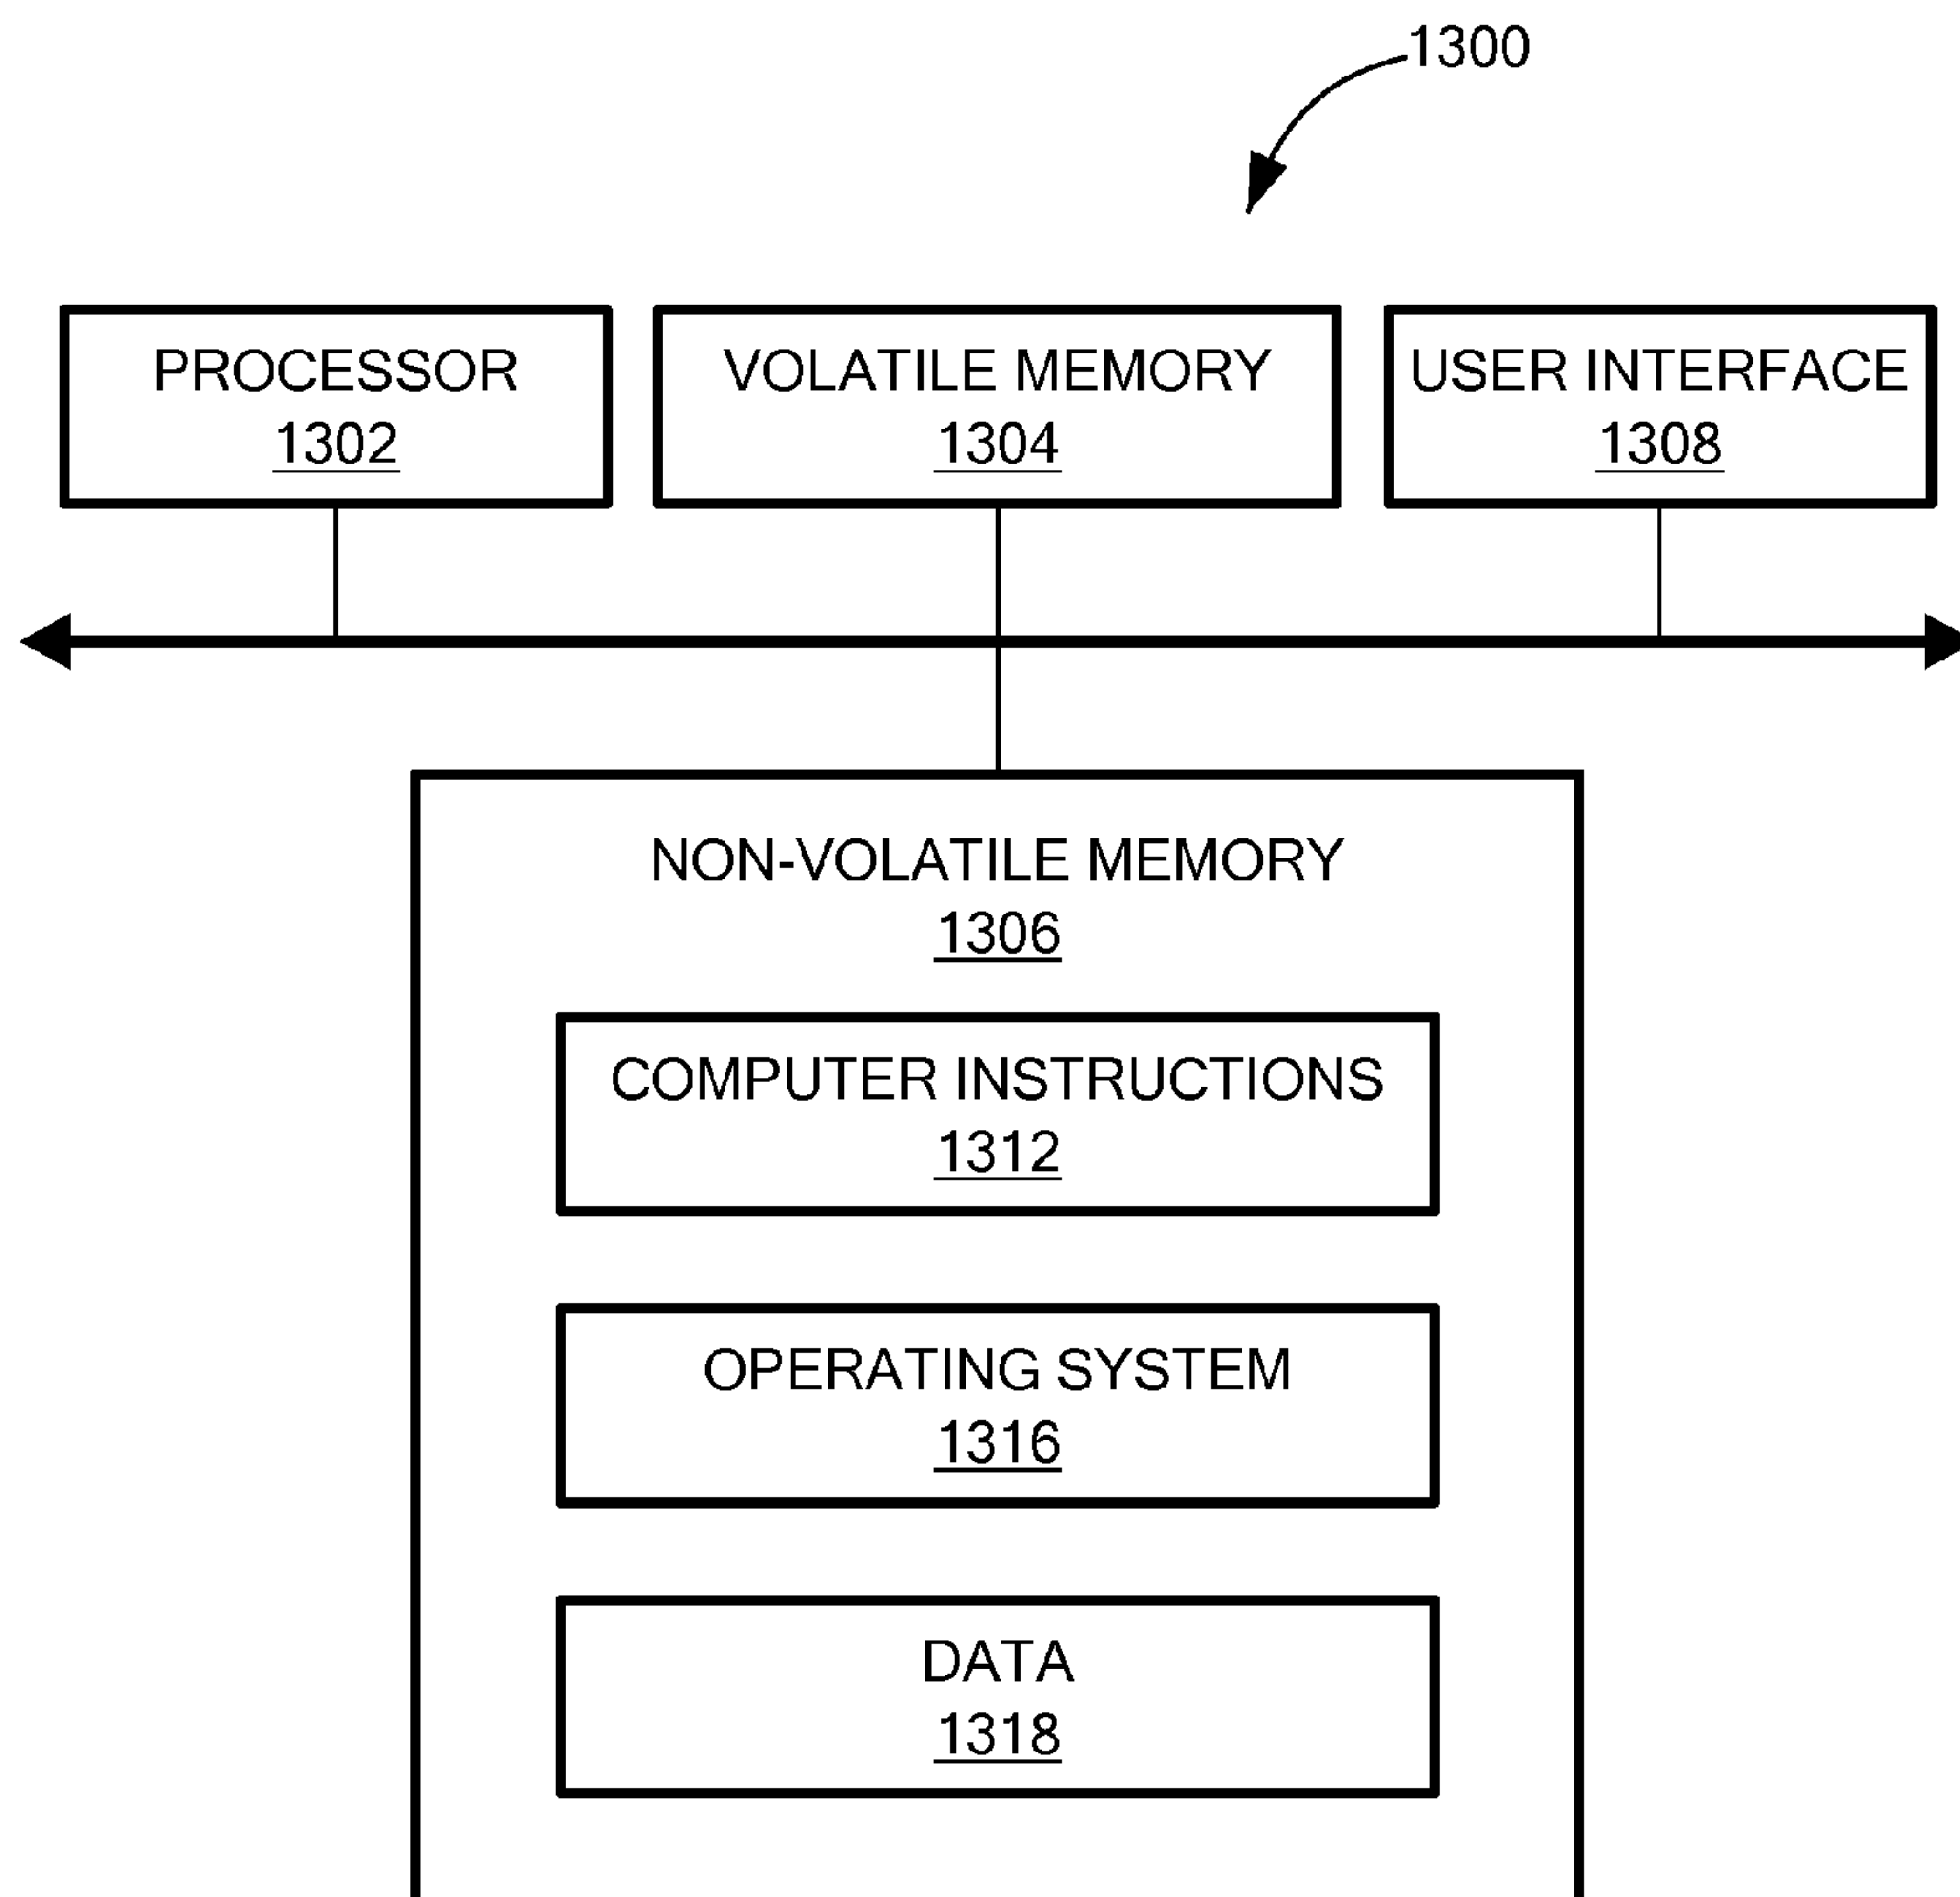 1300
PROCESSOR
1302
VOLATILE MEMORY
1304
USER INTERFACE
1308
NON-VOLATILE MEMORY
1306
COMPUTER INSTRUCTIONS
1312
OPERATING SYSTEM
1316
DATA
1318